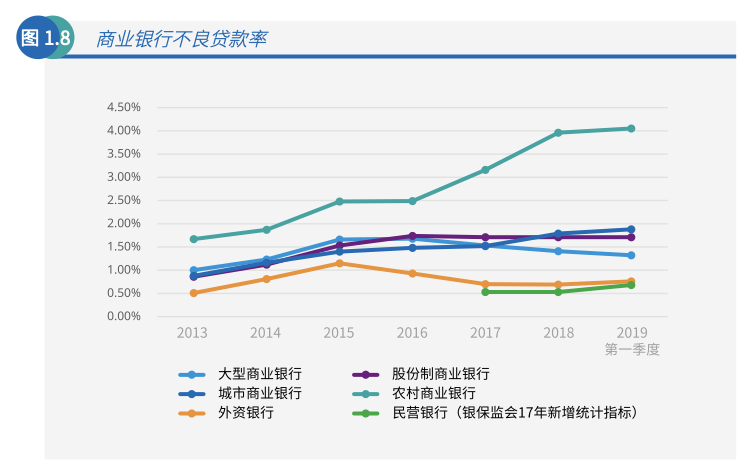 图 1.8 商业银行不良贷款率
4.50%
4.00%
3.50%
3.00%
2.50%
2.00%
1.50%
1.00%
0.50%
0.00%
2013 2014 2015 2016 2017 2018 2019
第一季度
大型商业银行 股份制商业银行
城市商业银行 农村商业银行
外资银行 民营银行（银保监会17年新增统计指标）